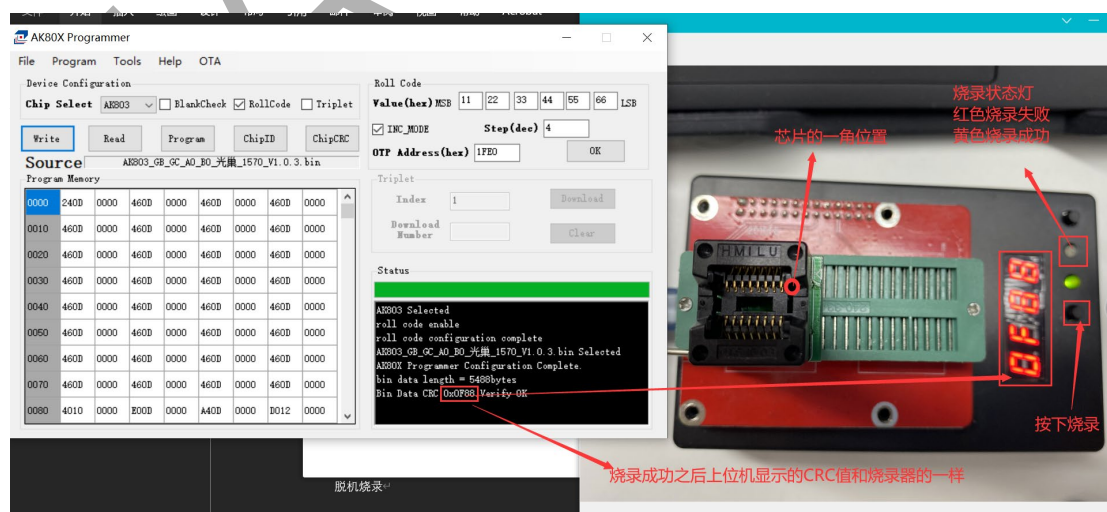 AK80X Programmer
File Program Tools Help OTA
Device Configuration
Chip Select AK803 BlankCheck RollCode Triplet
Write Read Program ChipID ChipCRC
Source AK803_GB_GC_A0_B0_光巢_1570_V1.0.3.bin
Program Memory
0000 240D 0000 460D 0000 460D 0000 460D 0000
0010 460D 0000 460D 0000 460D 0000 460D 0000
0020 460D 0000 460D 0000 460D 0000 460D 0000
0030 460D 0000 460D 0000 460D 0000 460D 0000
0040 460D 0000 460D 0000 460D 0000 460D 0000
0050 460D 0000 460D 0000 460D 0000 460D 0000
0060 460D 0000 460D 0000 460D 0000 460D 0000
0070 460D 0000 460D 0000 460D 0000 460D 0000
0080 4010 0000 E00D 0000 A40D 0000 D012 0000
Roll Code
Value(hex) MSB 11 22 33 44 55 66 LSB
INC_MODE Step(dec) 4
OTP Address(hex) 1FE0 OK
Triplet
Index 1 Download
Download Number Clear
Status
AK803 Selected
roll code enable
roll code configuration complete
AK803_GB_GC_A0_B0_光巢_1570_V1.0.3.bin Selected
AK80X Programmer Configuration Complete.
bin data length = 5488bytes
Bin Data CRC 0x0F88.Verify OK
烧录状态灯
红色烧录失败
黄色烧录成功
芯片的一角位置
HMILU
按下烧录
烧录成功之后上位机显示的CRC值和烧录器的一样
脱机烧录